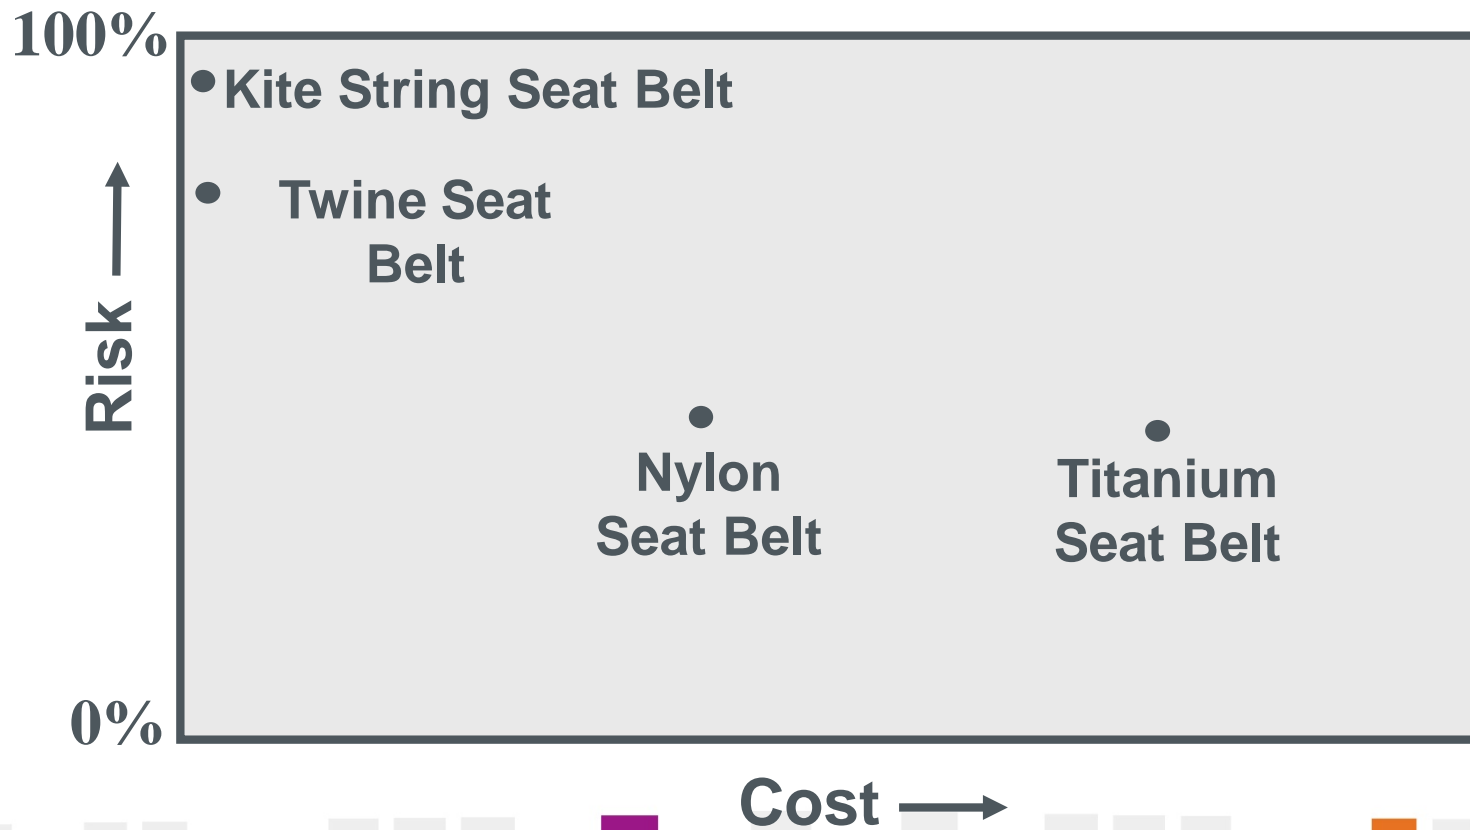 100%
Kite String Seat Belt
Twine Seat
Belt
Risk
Nylon
Seat Belt
Titanium
Seat Belt
0%
Cost